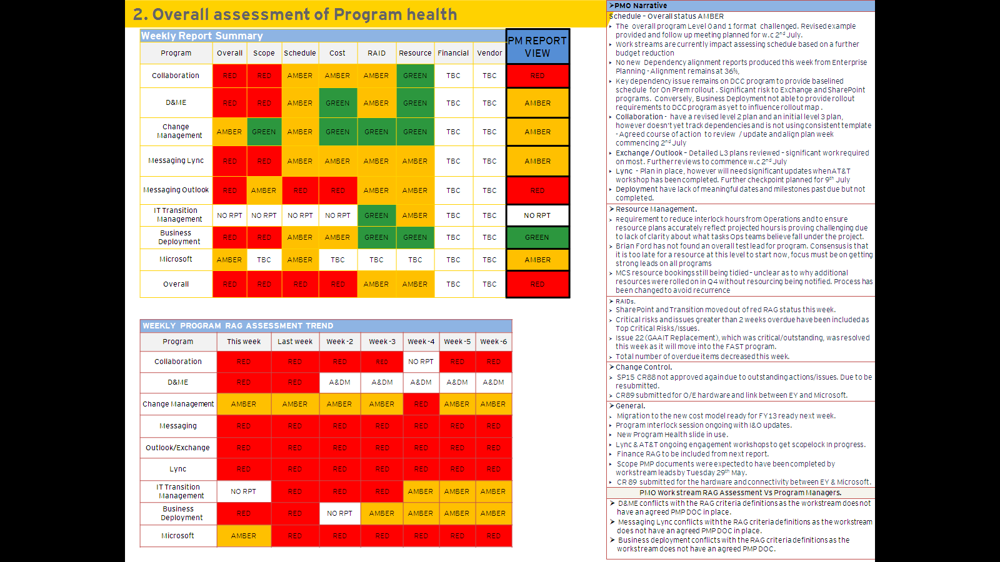 2. Overall assessment of Program health
Weekly Report Summary
PM REPORT VIEW
Program Overall Scope Schedule Cost RAID Resource Financial Vendor
Collaboration RED RED AMBER AMBER AMBER GREEN TBC TBC RED
D&ME RED RED AMBER GREEN AMBER GREEN TBC TBC AMBER
Change Management AMBER GREEN AMBER GREEN GREEN GREEN TBC TBC AMBER
Messaging Lync RED RED AMBER AMBER AMBER AMBER TBC TBC AMBER
Messaging Outlook RED AMBER RED RED AMBER AMBER TBC TBC RED
IT Transition Management NO RPT NO RPT NO RPT NO RPT GREEN AMBER TBC TBC NO RPT
Business Deployment RED RED AMBER AMBER GREEN GREEN TBC TBC GREEN
Microsoft AMBER TBC AMBER TBC TBC TBC TBC TBC AMBER
Overall RED RED RED RED AMBER AMBER TBC TBC RED
WEEKLY PROGRAM RAG ASSESSMENT TREND
Program This week Last week Week -2 Week -3 Week -4 Week -5 Week -6
Collaboration RED RED RED RED NO RPT RED RED
D&ME RED RED A&DM A&DM A&DM A&DM A&DM
Change Management AMBER AMBER AMBER AMBER RED AMBER AMBER
Messaging RED RED RED RED RED RED RED
Outlook/Exchange RED RED RED RED RED RED RED
Lync RED RED RED RED RED RED RED
IT Transition Management NO RPT RED RED RED AMBER AMBER AMBER
Business Deployment RED RED NO RPT AMBER AMBER AMBER AMBER
Microsoft AMBER RED RED RED RED RED RED
➢PMO Narrative
Schedule – Overall status AMBER
The overall program Level 0 and 1 format challenged. Revised example
provided and follow up meeting planned for w.c 2nd July.
Work streams are currently impact assessing schedule based on a further
budget reduction
No new Dependency alignment reports produced this week from Enterprise
Planning - Alignment remains at 36%,
Key dependency issue remains on DCC program to provide baselined
schedule for On Prem rollout . Significant risk to Exchange and SharePoint
programs. Conversely, Business Deployment not able to provide rollout
requirements to DCC program as yet to influence rollout map .
Collaboration - have a revised level 2 plan and an initial level 3 plan,
however doesn't yet track dependencies and is not using consistent template
- Agreed course of action to review / update and align plan week
commencing 2nd July
Exchange / Outlook – Detailed L3 plans reviewed – significant work required
on most. Further reviews to commence w.c 2nd July
Lync - Plan in place, however will need significant updates when AT&T
workshop has been completed. Further checkpoint planned for 9th July
Deployment have lack of meaningful dates and milestones past due but not
completed.
➢ Resource Management.
Requirement to reduce interlock hours from Operations and to ensure
resource plans accurately reflect projected hours is proving challenging due
to lack of clarity about what tasks Ops teams believe fall under the project.
Brian Ford has not found an overall test lead for program. Consensus is that
it is too late for a resource at this level to start now, focus must be on getting
strong leads on all programs
MCS resource bookings still being tidied – unclear as to why additional
resources were rolled on in Q4 without resourcing being notified. Process has
been changed to avoid recurrence
➢ RAIDs.
SharePoint and Transition moved out of red RAG status this week.
Critical risks and issues greater than 2 weeks overdue have been included as
Top Critical Risks/Issues.
Issue 22 (GAAIT Replacement), which was critical/outstanding, was resolved
this week as it will move into the FAST program.
Total number of overdue items decreased this week.
➢ Change Control.
SP15 CR88 not approved again due to outstanding actions/issues. Due to be
resubmitted.
CR89 submitted for O/E hardware and link between EY and Microsoft.
➢ General.
Migration to the new cost model ready for FY13 ready next week.
Program Interlock session ongoing with I&O updates.
New Program Health slide in use.
Lync & AT&T ongoing engagement workshops to get scope lock In progress.
Finance RAG to be included from next report.
Scope PMP documents were expected to have been completed by
workstream leads by Tuesday 29th May.
CR 89 submitted for the hardware and connectivity between EY & Microsoft.
PMO Work stream RAG Assessment Vs Program Managers.
➢ D&ME conflicts with the RAG criteria definitions as the workstream does not
have an agreed PMP DOC in place.
➢ Messaging Lync conflicts with the RAG criteria definitions as the workstream
does not have an agreed PMP DOC in place.
➢ Business deployment conflicts with the RAG criteria definitions as the
workstream does not have an agreed PMP DOC.